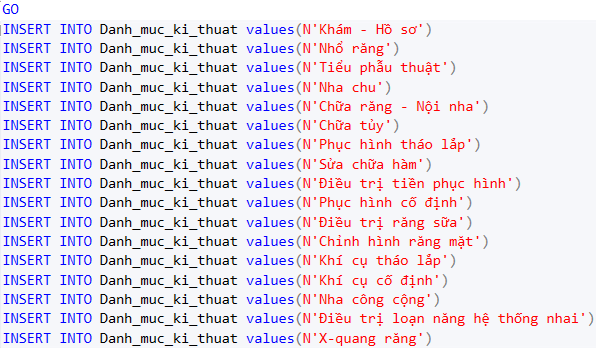 GO
INSERT INTO Danh_muc_ki_thuat values(N'Khám - Hồ sơ')
INSERT INTO Danh_muc_ki_thuat values(N'Nhổ răng')
INSERT INTO Danh_muc_ki_thuat values(N'Tiểu phẫu thuật')
INSERT INTO Danh_muc_ki_thuat values(N'Nha chu')
INSERT INTO Danh_muc_ki_thuat values(N'Chữa răng - Nội nha')
INSERT INTO Danh_muc_ki_thuat values(N'Chữa tủy')
INSERT INTO Danh_muc_ki_thuat values(N'Phục hình tháo lắp')
INSERT INTO Danh_muc_ki_thuat values(N'Sửa chữa hàm')
INSERT INTO Danh_muc_ki_thuat values(N'Điều trị tiền phục hình')
INSERT INTO Danh_muc_ki_thuat values(N'Phục hình cố định')
INSERT INTO Danh_muc_ki_thuat values(N'Điều trị răng sữa')
INSERT INTO Danh_muc_ki_thuat values(N'Chỉnh hình răng mặt')
INSERT INTO Danh_muc_ki_thuat values(N'Khí cụ tháo lắp')
INSERT INTO Danh_muc_ki_thuat values(N'Khí cụ cố định')
INSERT INTO Danh_muc_ki_thuat values(N'Nha công cộng')
INSERT INTO Danh_muc_ki_thuat values(N'Điều trị loạn năng hệ thống nhai')
INSERT INTO Danh_muc_ki_thuat values(N'X-quang răng')